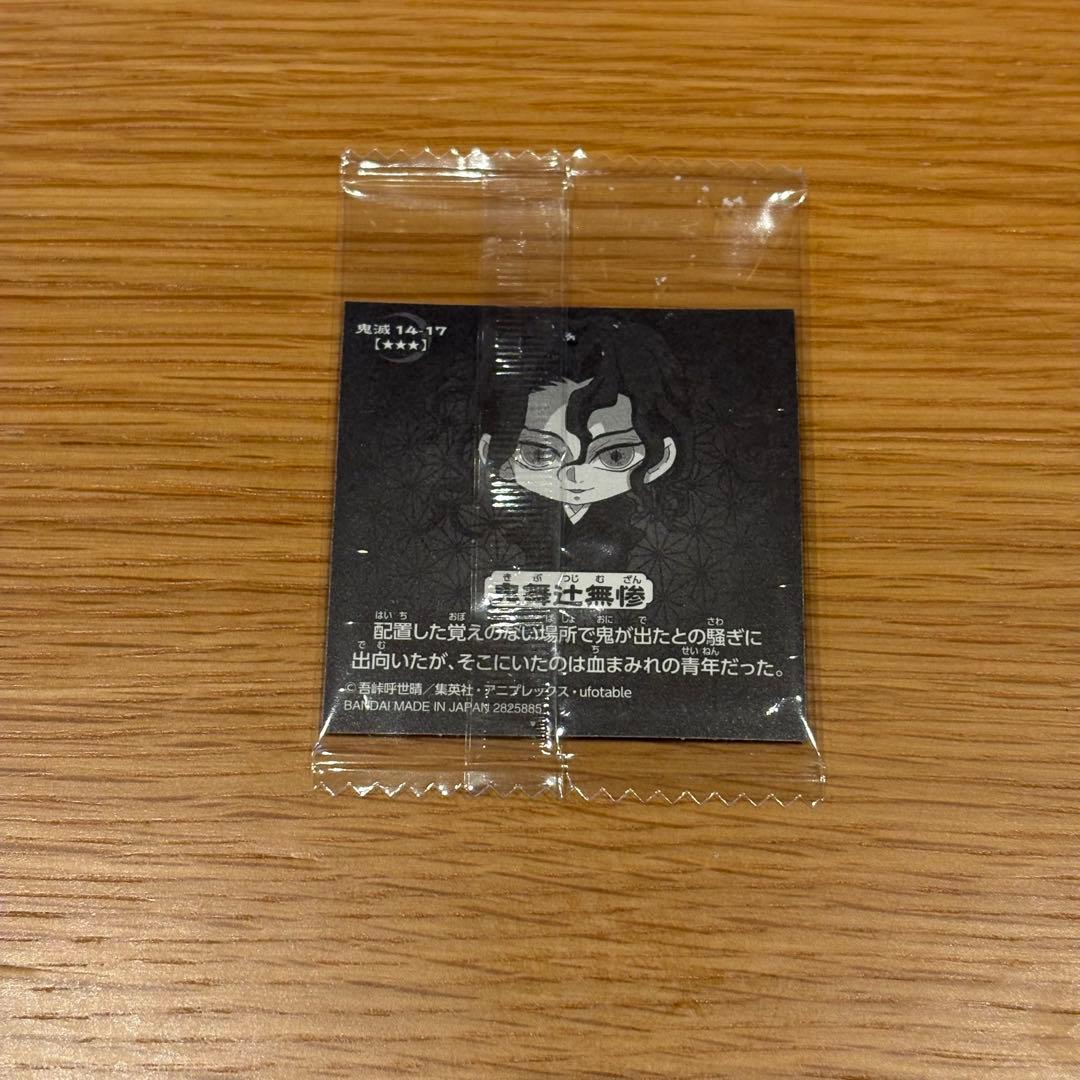 鬼滅 14-17
【★★★】
き ぶ つじ む ざん
鬼舞辻無惨
はい ち おぼ ば しょ おに で さわ
配置した覚えのない場所で鬼が出たとの騒ぎに
で む ち せい ねん
出向いたが、そこにいたのは血まみれの青年だった。
©吾峠呼世晴／集英社・アニプレックス・ufotable
BANDAI MADE IN JAPAN 2825885